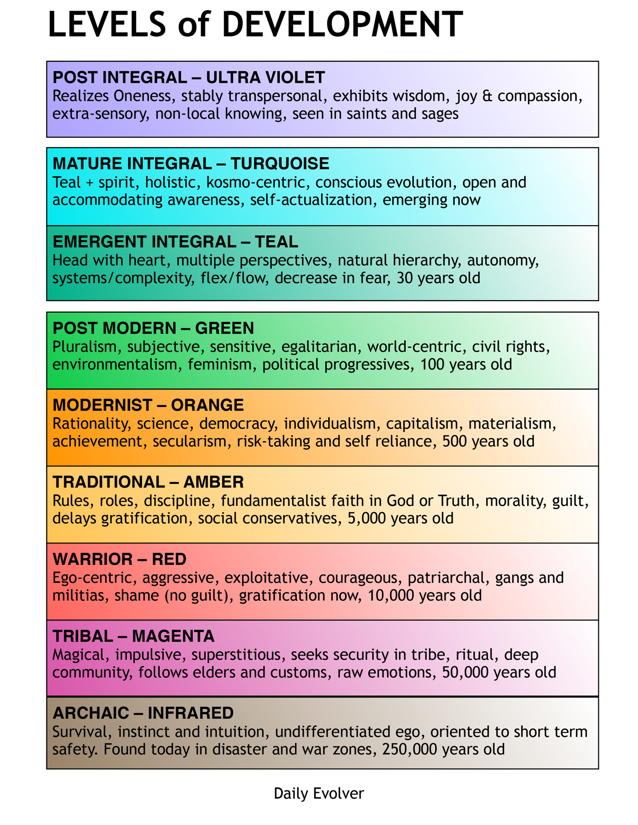 LEVELS of DEVELOPMENT
POST INTEGRAL – ULTRA VIOLET
Realizes Oneness, stably transpersonal, exhibits wisdom, joy & compassion,
extra-sensory, non-local knowing, seen in saints and sages
MATURE INTEGRAL – TURQUOISE
Teal + spirit, holistic, kosmo-centric, conscious evolution, open and
accommodating awareness, self-actualization, emerging now
EMERGENT INTEGRAL – TEAL
Head with heart, multiple perspectives, natural hierarchy, autonomy,
systems/complexity, flex/flow, decrease in fear, 30 years old
POST MODERN – GREEN
Pluralism, subjective, sensitive, egalitarian, world-centric, civil rights,
environmentalism, feminism, political progressives, 100 years old
MODERNIST – ORANGE
Rationality, science, democracy, individualism, capitalism, materialism,
achievement, secularism, risk-taking and self reliance, 500 years old
TRADITIONAL – AMBER
Rules, roles, discipline, fundamentalist faith in God or Truth, morality, guilt,
delays gratification, social conservatives, 5,000 years old
WARRIOR – RED
Ego-centric, aggressive, exploitative, courageous, patriarchal, gangs and
militias, shame (no guilt), gratification now, 10,000 years old
TRIBAL – MAGENTA
Magical, impulsive, superstitious, seeks security in tribe, ritual, deep
community, follows elders and customs, raw emotions, 50,000 years old
ARCHAIC – INFRARED
Survival, instinct and intuition, undifferentiated ego, oriented to short term
safety. Found today in disaster and war zones, 250,000 years old
Daily Evolver